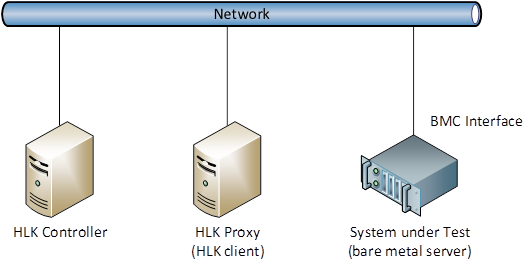 Network
BMC Interface
HLK Controller
HLK Proxy
(HLK client)
System under Test
(bare metal server)